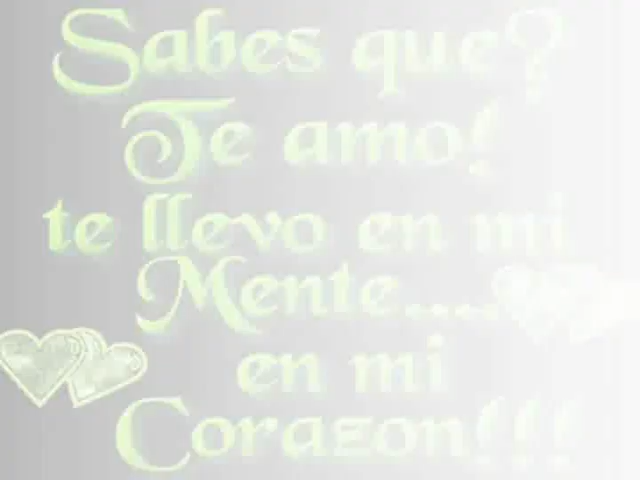 Sabes que?
Te amo!
te llevo en mi
Mente....
en mi
Corazon!!!